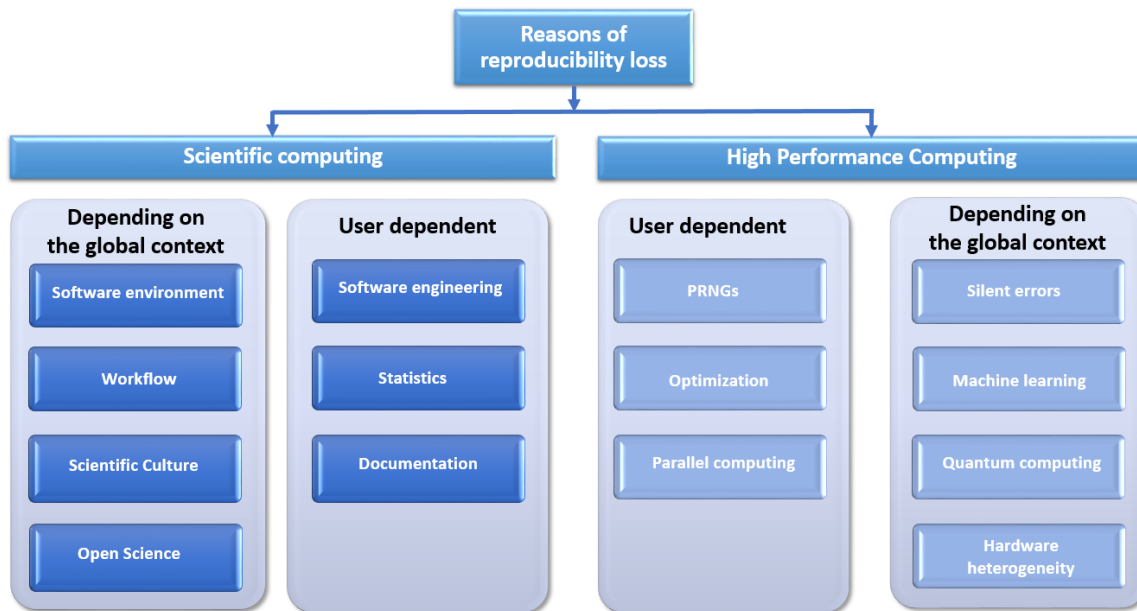 Reasons of
reproducibility loss
Scientific computing
High Performance Computing
Depending on
the global context
Software environment
Workflow
Scientific Culture
Open Science
User dependent
Software engineering
Statistics
Documentation
User dependent
PRNGs
Optimization
Parallel computing
Depending on
the global context
Silent errors
Machine learning
Quantum computing
Hardware
heterogeneity